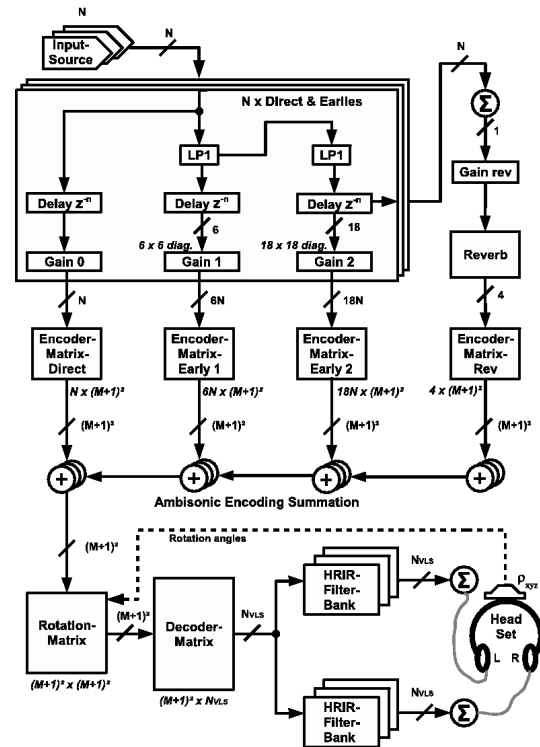 N
Input-
Source
N
N
N x Direct & Earlies
Σ
1
LP1
LP1
Gain rev
Delay z⁻ⁿ
Delay z⁻ⁿ
Delay z⁻ⁿ
6
18
6 x 6 diag.
18 x 18 diag.
Reverb
Gain 0
Gain 1
Gain 2
N
6N
18N
4
Encoder-
Matrix-
Direct
Encoder-
Matrix-
Early 1
Encoder-
Matrix-
Early 2
Encoder-
Matrix-
Rev
N x (M+1)²
6N x (M+1)²
18N x (M+1)²
4 x (M+1)²
(M+1)²
(M+1)²
(M+1)²
(M+1)²
+
+
+
+
Ambisonic Encoding Summation
(M+1)²
Rotation angles
HRIR-
Filter-
Bank
NVLS
Σ
ρxyz
Head
Set
L R
Rotation-
Matrix
(M+1)²
Decoder-
Matrix
NVLS
(M+1)² x (M+1)²
(M+1)² x NVLS
HRIR-
Filter-
Bank
NVLS
Σ